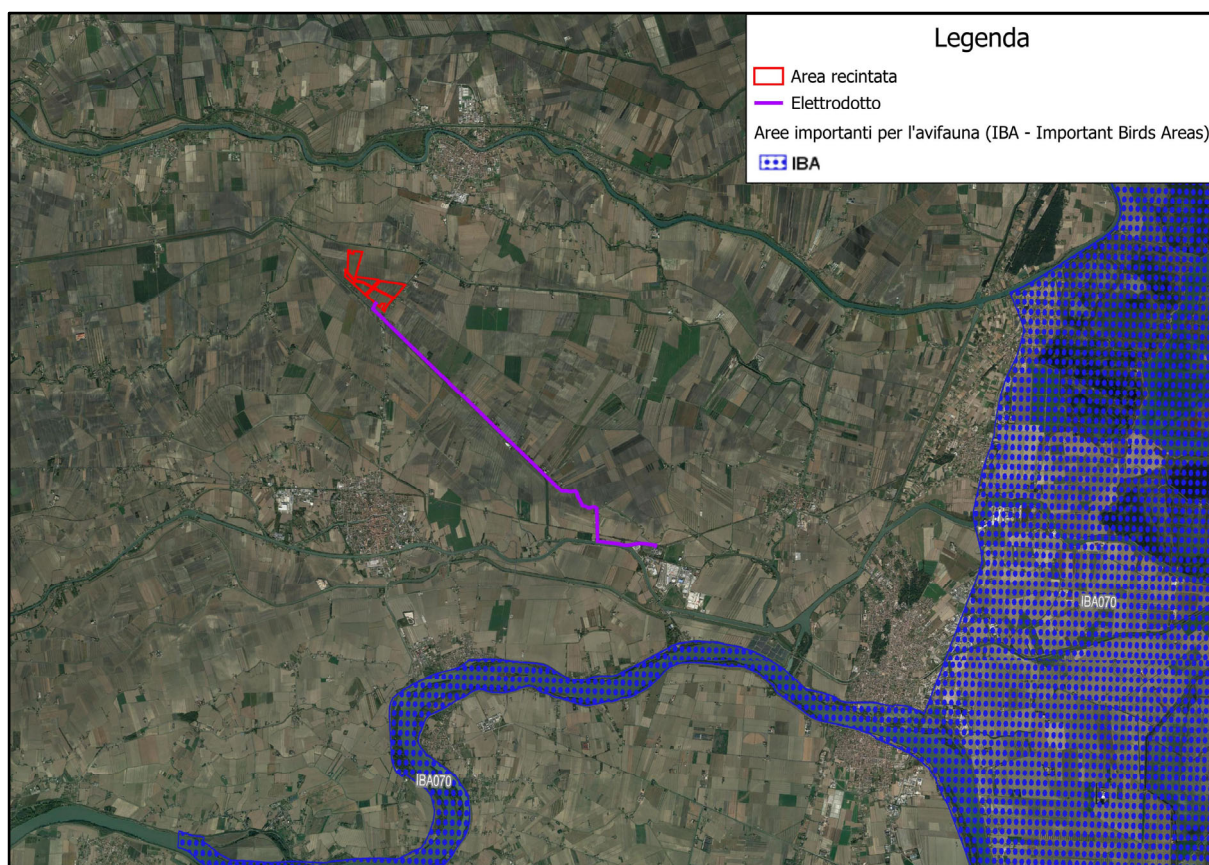 Legenda
Area recintata
Elettrodotto
Aree importanti per l'avifauna (IBA - Important Birds Areas)
IBA
IBA070
IBA070